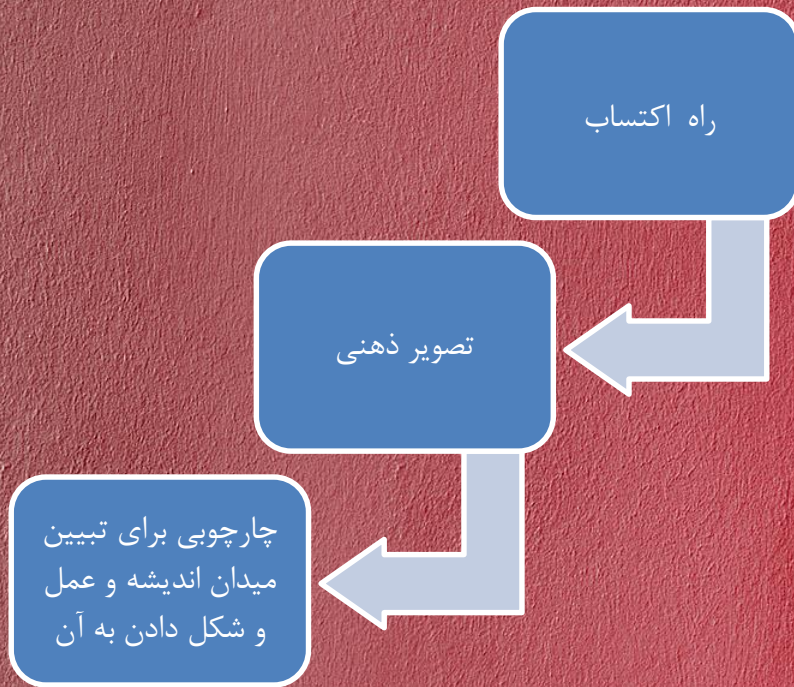 راه اکتساب
تصویر ذهنی
چارچوبی برای تبیین
میدان اندیشه و عمل
و شکل دادن به آن